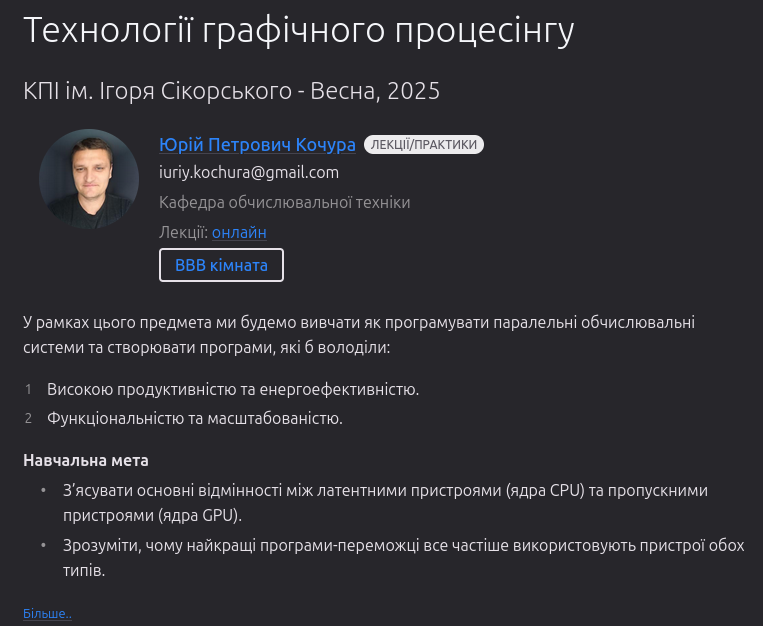 Технології графічного процесінгу
КПІ ім. Ігоря Сікорського - Весна, 2025
Юрій Петрович Кочура ЛЕКЦІЇ/ПРАКТИКИ
iuriy.kochura@gmail.com
Кафедра обчислювальної техніки
Лекції: онлайн
BBB кімната
У рамках цього предмета ми будемо вивчати як програмувати паралельні обчислювальні
системи та створювати програми, які б володіли:
1 Високою продуктивністю та енергоефективністю.
2 Функціональністю та масштабованістю.
Навчальна мета
• З’ясувати основні відмінності між латентними пристроями (ядра CPU) та пропускними
пристроями (ядра GPU).
• Зрозуміти, чому найкращі програми-переможці все частіше використовують пристрої обох
типів.
Більше..